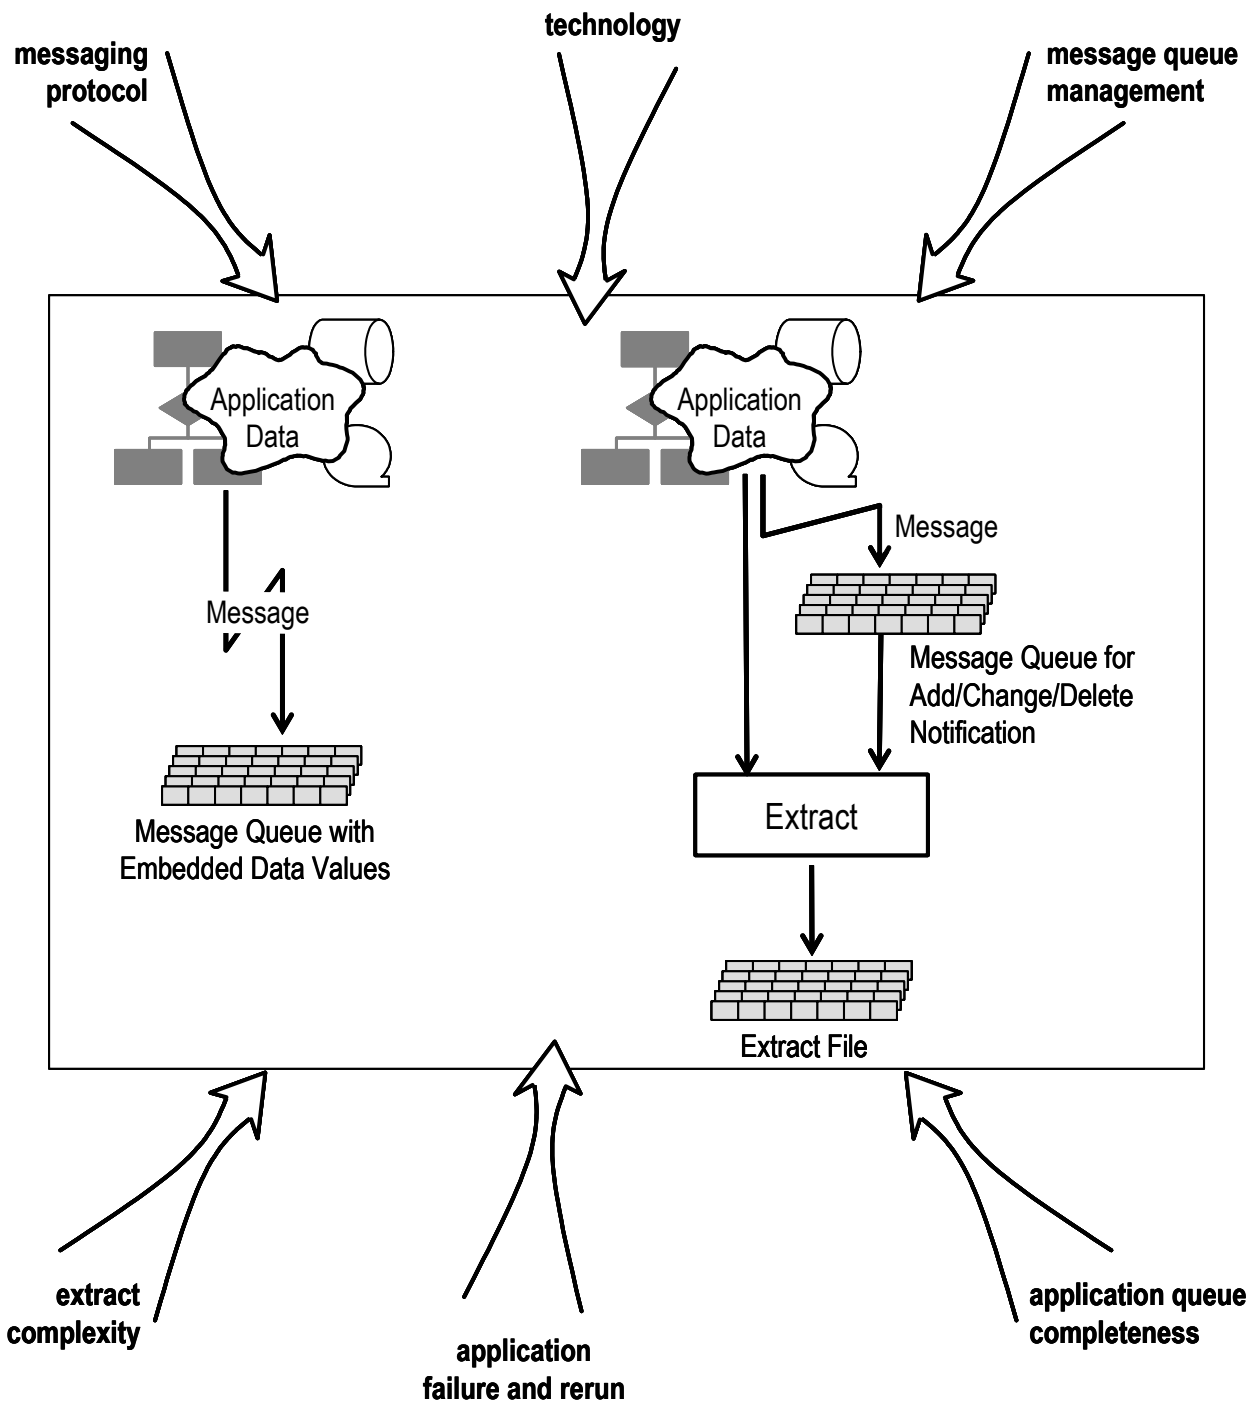 technology
messaging
protocol
message queue
management
Application
Data
Application
Data
Message
Message
Message Queue for
Add/Change/Delete
Notification
Extract
Message Queue with
Embedded Data Values
Extract File
extract
complexity
application
failure and rerun
application queue
completeness